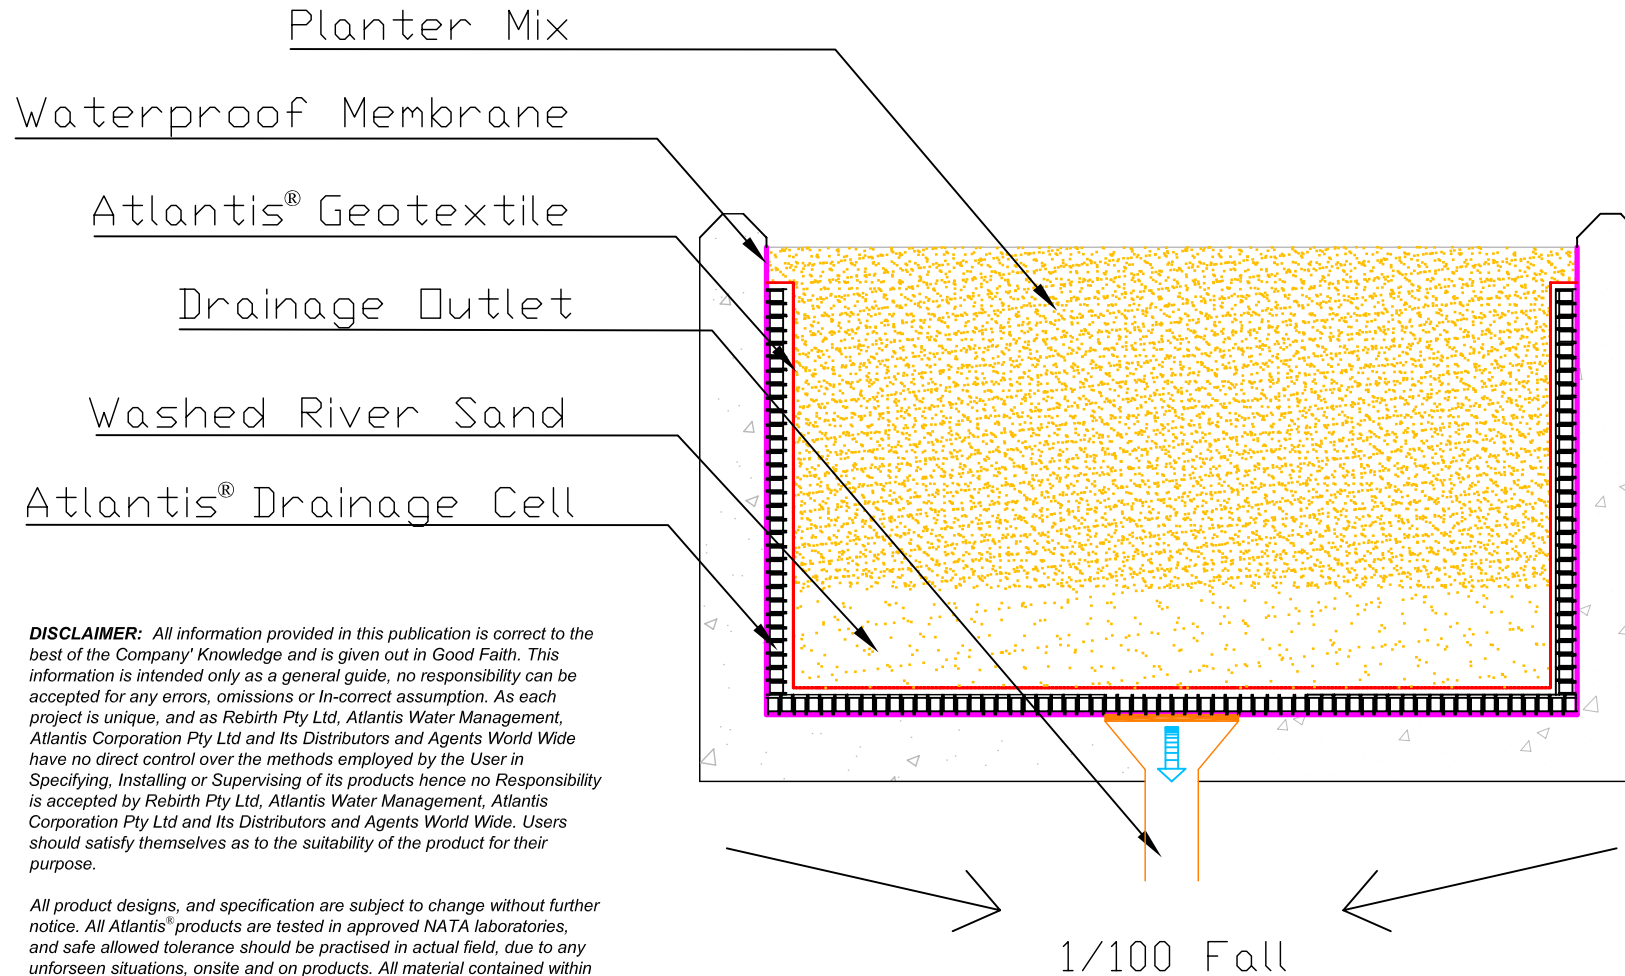 Planter Mix
Waterproof Membrane
Atlantis® Geotextile
Drainage Outlet
Washed River Sand
Atlantis® Drainage Cell
DISCLAIMER: All information provided in this publication is correct to the
best of the Company' Knowledge and is given out in Good Faith. This
information is intended only as a general guide, no responsibility can be
accepted for any errors, omissions or In-correct assumption. As each
project is unique, and as Rebirth Pty Ltd, Atlantis Water Management,
Atlantis Corporation Pty Ltd and Its Distributors and Agents World Wide
have no direct control over the methods employed by the User in
Specifying, Installing or Supervising of its products hence no Responsibility
is accepted by Rebirth Pty Ltd, Atlantis Water Management, Atlantis
Corporation Pty Ltd and Its Distributors and Agents World Wide. Users
should satisfy themselves as to the suitability of the product for their
purpose.
All product designs, and specification are subject to change without further
notice. All Atlantis® products are tested in approved NATA laboratories,
and safe allowed tolerance should be practised in actual field, due to any
unforseen situations, onsite and on products. All material contained within
1/100 Fall